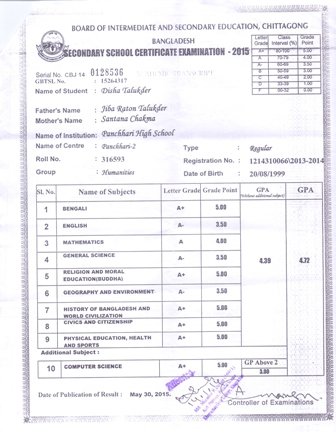 BOARD OF INTERMEDIATE AND SECONDARY EDUCATION, CHITTAGONG
BANGLADESH
SECONDARY SCHOOL CERTIFICATE EXAMINATION - 2015
Letter Grade Class Interval (%) Grade Point
A+ 80-100 5.00
A 70-79 4.00
A- 60-69 3.50
B 50-59 3.00
C 40-49 2.00
D 33-39 1.00
F 00-32 0.00
Serial No. CBJ 14 0128536
GBTSL No. : 15264317
Name of Student : Disha Talukder
Father's Name : Jiba Raton Talukder
Mother's Name : Santana Chakma
Name of Institution: Panchhari High School
Name of Centre : Panchhari-2
Type : Regular
Roll No. : 316593
Registration No. : 1214310066\2013-2014
Group : Humanities
Date of Birth : 20/08/1999
Sl. No. Name of Subjects Letter Grade Grade Point GPA (Without additional subject) GPA
1 BENGALI A+ 5.00
2 ENGLISH A- 3.50
3 MATHEMATICS A 4.00
4 GENERAL SCIENCE A- 3.50
5 RELIGION AND MORAL EDUCATION(BUDDHA) A+ 5.00
6 GEOGRAPHY AND ENVIRONMENT A- 3.50
7 HISTORY OF BANGLADESH AND WORLD CIVILIZATION A+ 5.00
8 CIVICS AND CITIZENSHIP A+ 5.00
9 PHYSICAL EDUCATION, HEALTH AND SPORTS A+ 5.00
4.39 4.72
Additional Subject :
10 COMPUTER SCIENCE A+ 5.00 GP Above 2
3.00
Date of Publication of Result : May 30, 2015.
Controller of Examinations